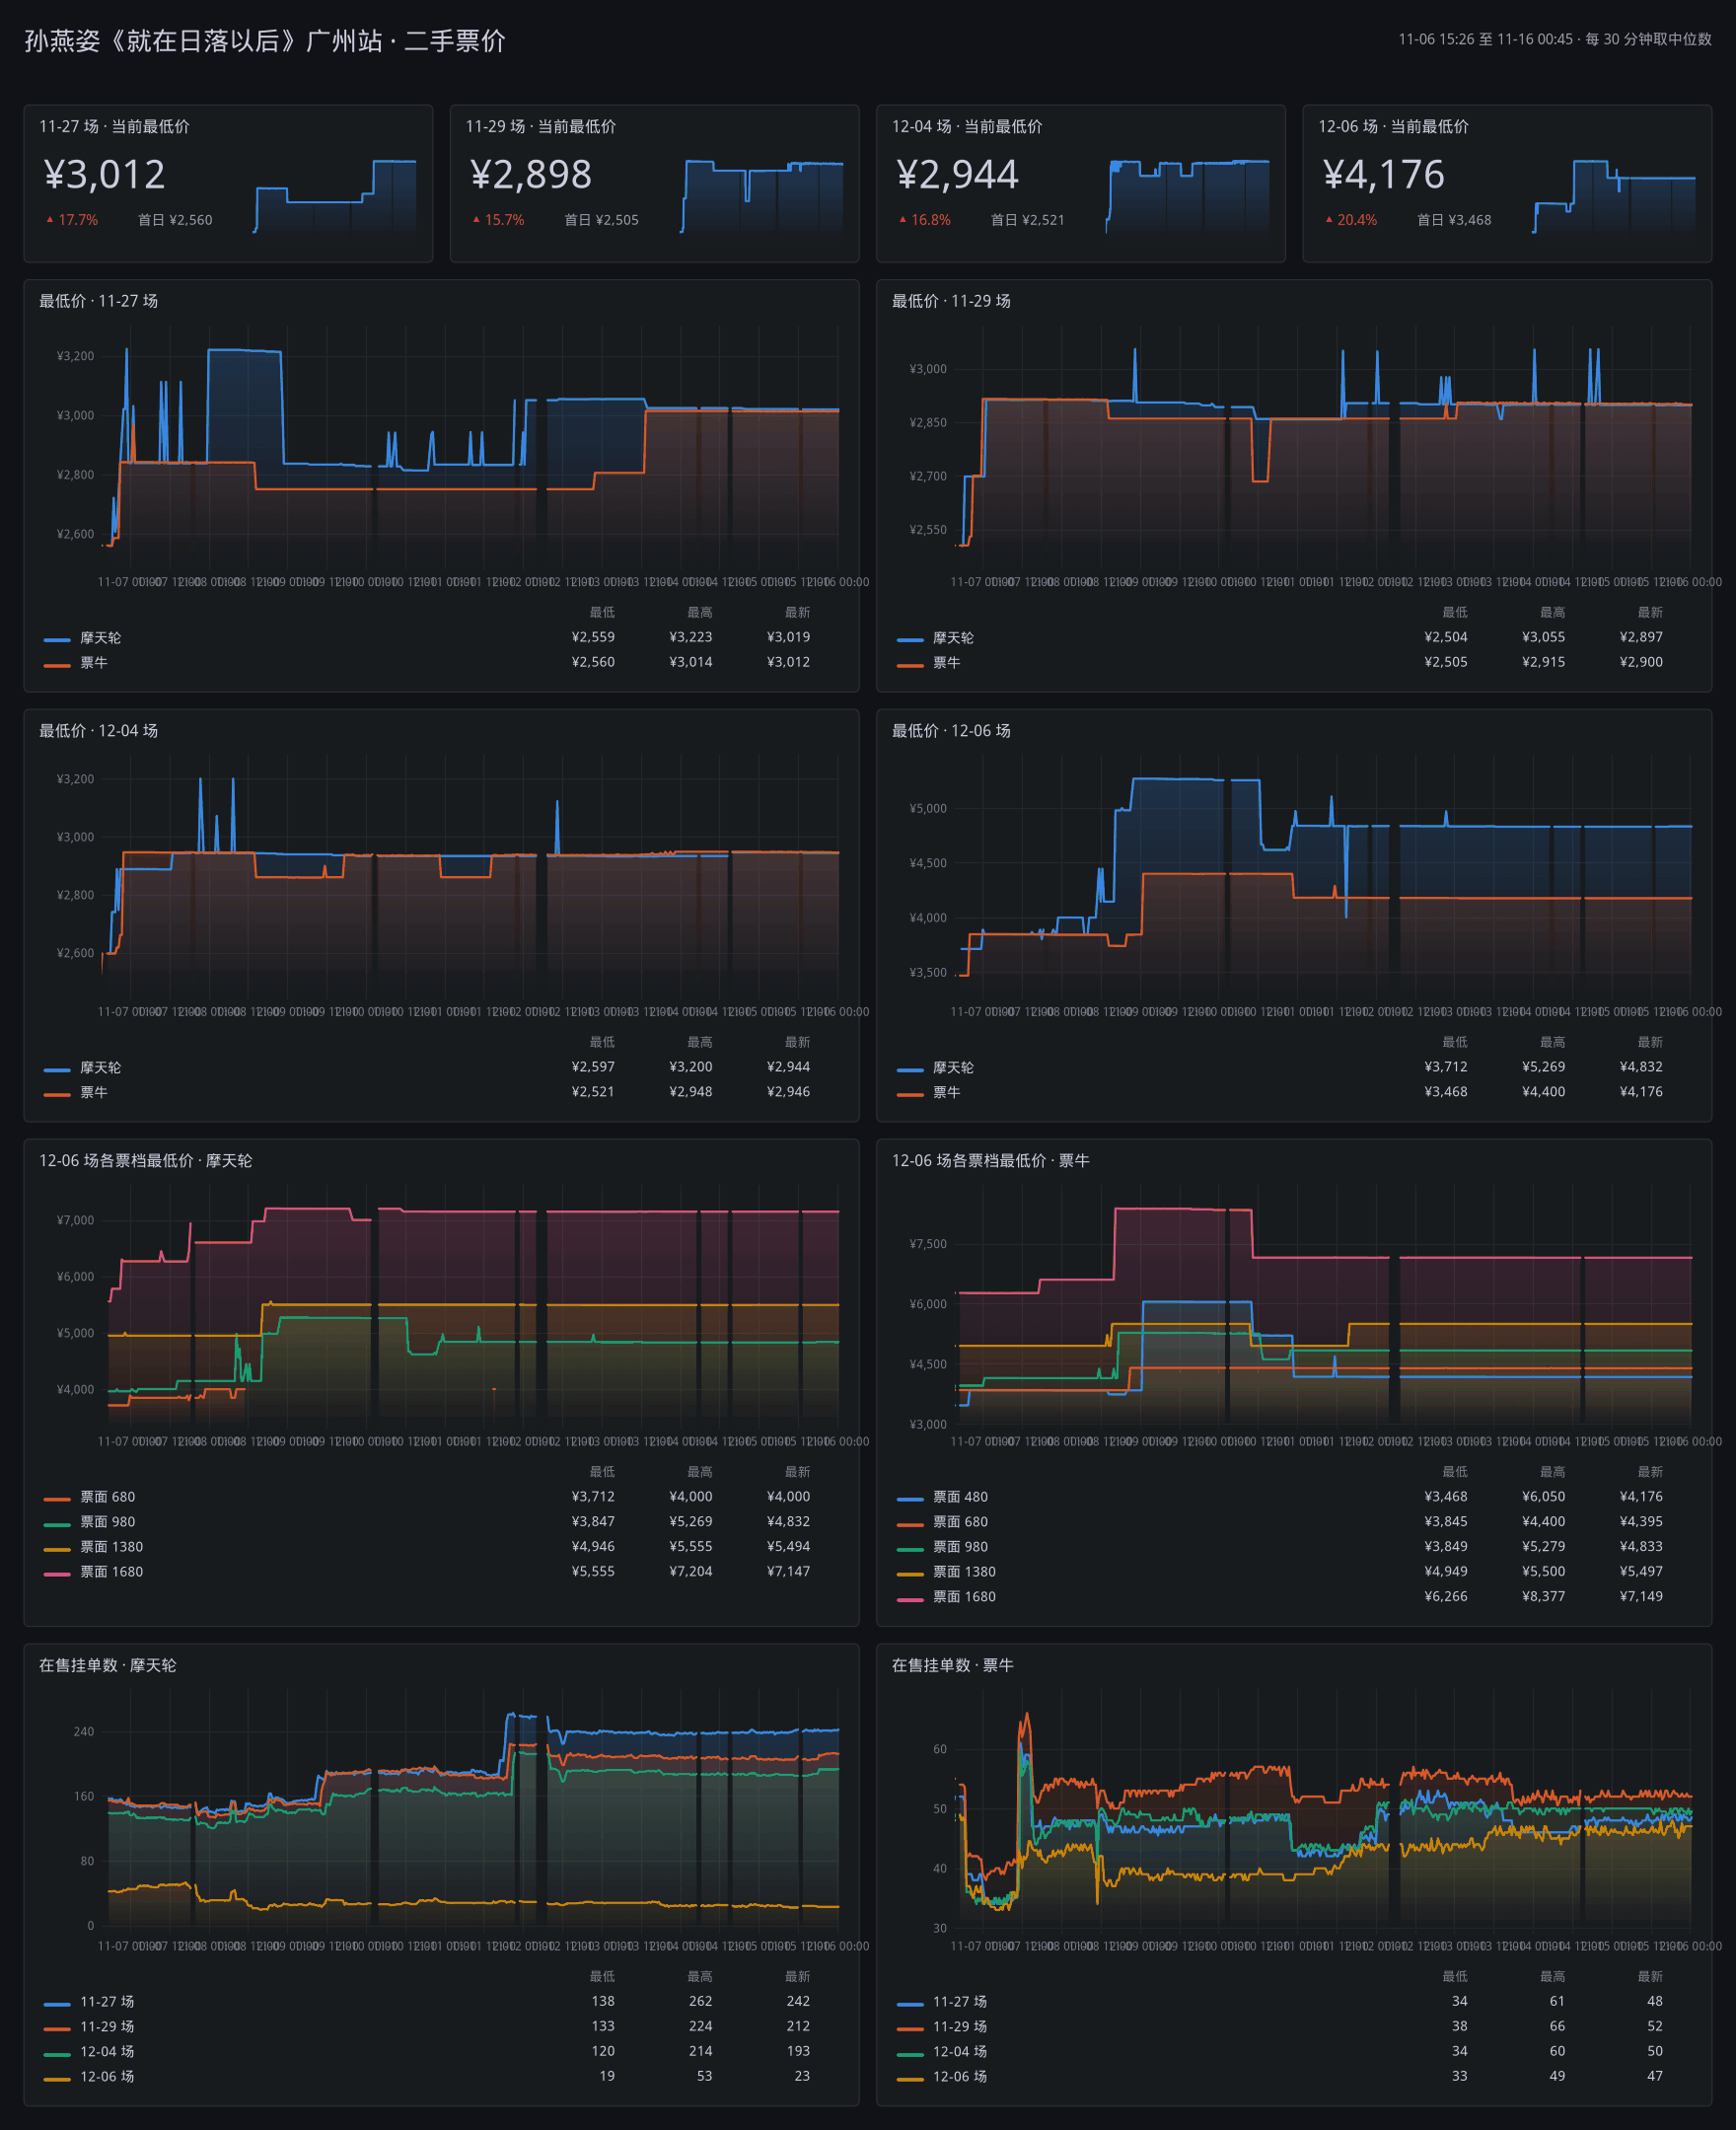 孙燕姿《就在日落以后》广州站 · 二手票价
11-06 15:26 至 11-16 00:45 · 每 30 分钟取中位数
11-27 场 · 当前最低价
¥3,012
17.7% 首日 ¥2,560
11-29 场 · 当前最低价
¥2,898
15.7% 首日 ¥2,505
12-04 场 · 当前最低价
¥2,944
16.8% 首日 ¥2,521
12-06 场 · 当前最低价
¥4,176
20.4% 首日 ¥3,468
最低价 · 11-27 场
¥3,200
¥3,000
¥2,800
¥2,600
最低 最高 最新
摩天轮 ¥2,559 ¥3,223 ¥3,019
票牛 ¥2,560 ¥3,014 ¥3,012
最低价 · 11-29 场
¥3,000
¥2,850
¥2,700
¥2,550
最低 最高 最新
摩天轮 ¥2,504 ¥3,055 ¥2,897
票牛 ¥2,505 ¥2,915 ¥2,900
最低价 · 12-04 场
¥3,200
¥3,000
¥2,800
¥2,600
最低 最高 最新
摩天轮 ¥2,597 ¥3,200 ¥2,944
票牛 ¥2,521 ¥2,948 ¥2,946
最低价 · 12-06 场
¥5,000
¥4,500
¥4,000
¥3,500
最低 最高 最新
摩天轮 ¥3,712 ¥5,269 ¥4,832
票牛 ¥3,468 ¥4,400 ¥4,176
12-06 场各票档最低价 · 摩天轮
¥7,000
¥6,000
¥5,000
¥4,000
最低 最高 最新
票面 680 ¥3,712 ¥4,000 ¥4,000
票面 980 ¥3,847 ¥5,269 ¥4,832
票面 1380 ¥4,946 ¥5,555 ¥5,494
票面 1680 ¥5,555 ¥7,204 ¥7,147
12-06 场各票档最低价 · 票牛
¥7,500
¥6,000
¥4,500
¥3,000
最低 最高 最新
票面 480 ¥3,468 ¥6,050 ¥4,176
票面 680 ¥3,845 ¥4,400 ¥4,395
票面 980 ¥3,849 ¥5,279 ¥4,833
票面 1380 ¥4,949 ¥5,500 ¥5,497
票面 1680 ¥6,266 ¥8,377 ¥7,149
在售挂单数 · 摩天轮
240
160
80
0
最低 最高 最新
11-27 场 138 262 242
11-29 场 133 224 212
12-04 场 120 214 193
12-06 场 19 53 23
在售挂单数 · 票牛
60
50
40
30
最低 最高 最新
11-27 场 34 61 48
11-29 场 38 66 52
12-04 场 34 60 50
12-06 场 33 49 47